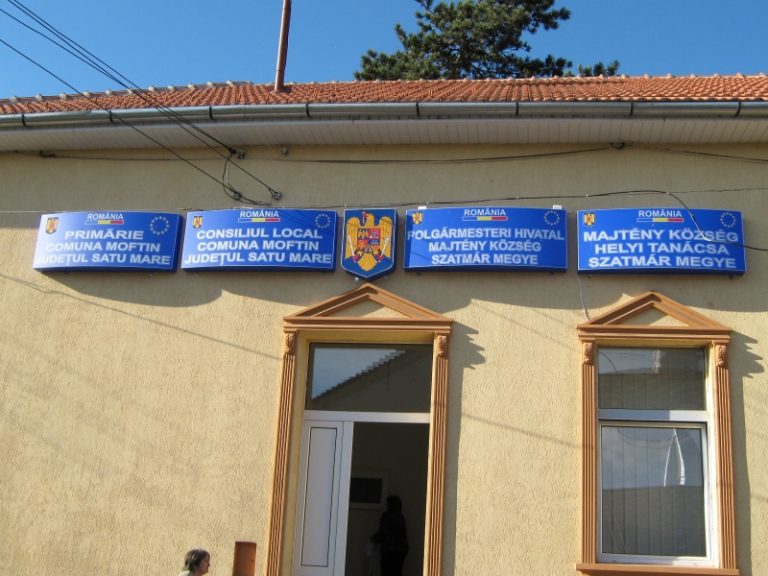 ROMÂNIA
PRIMĂRIE
COMUNA MOFTIN
JUDEȚUL SATU MARE
ROMÂNIA
CONSILIUL LOCAL
COMUNA MOFTIN
JUDEȚUL SATU MARE
ROMÂNIA
POLGÁRMESTERI HIVATAL
MAJTÉNY KÖZSÉG
SZATMÁR MEGYE
ROMÂNIA
MAJTÉNY KÖZSÉG
HELYI TANÁCSA
SZATMÁR MEGYE